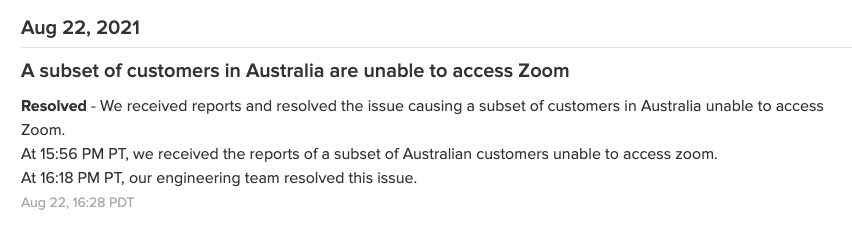 Aug 22, 2021
A subset of customers in Australia are unable to access Zoom
Resolved - We received reports and resolved the issue causing a subset of customers in Australia unable to access
Zoom.
At 15:56 PM PT, we received the reports of a subset of Australian customers unable to access zoom.
At 16:18 PM PT, our engineering team resolved this issue.
Aug 22, 16:28 PDT